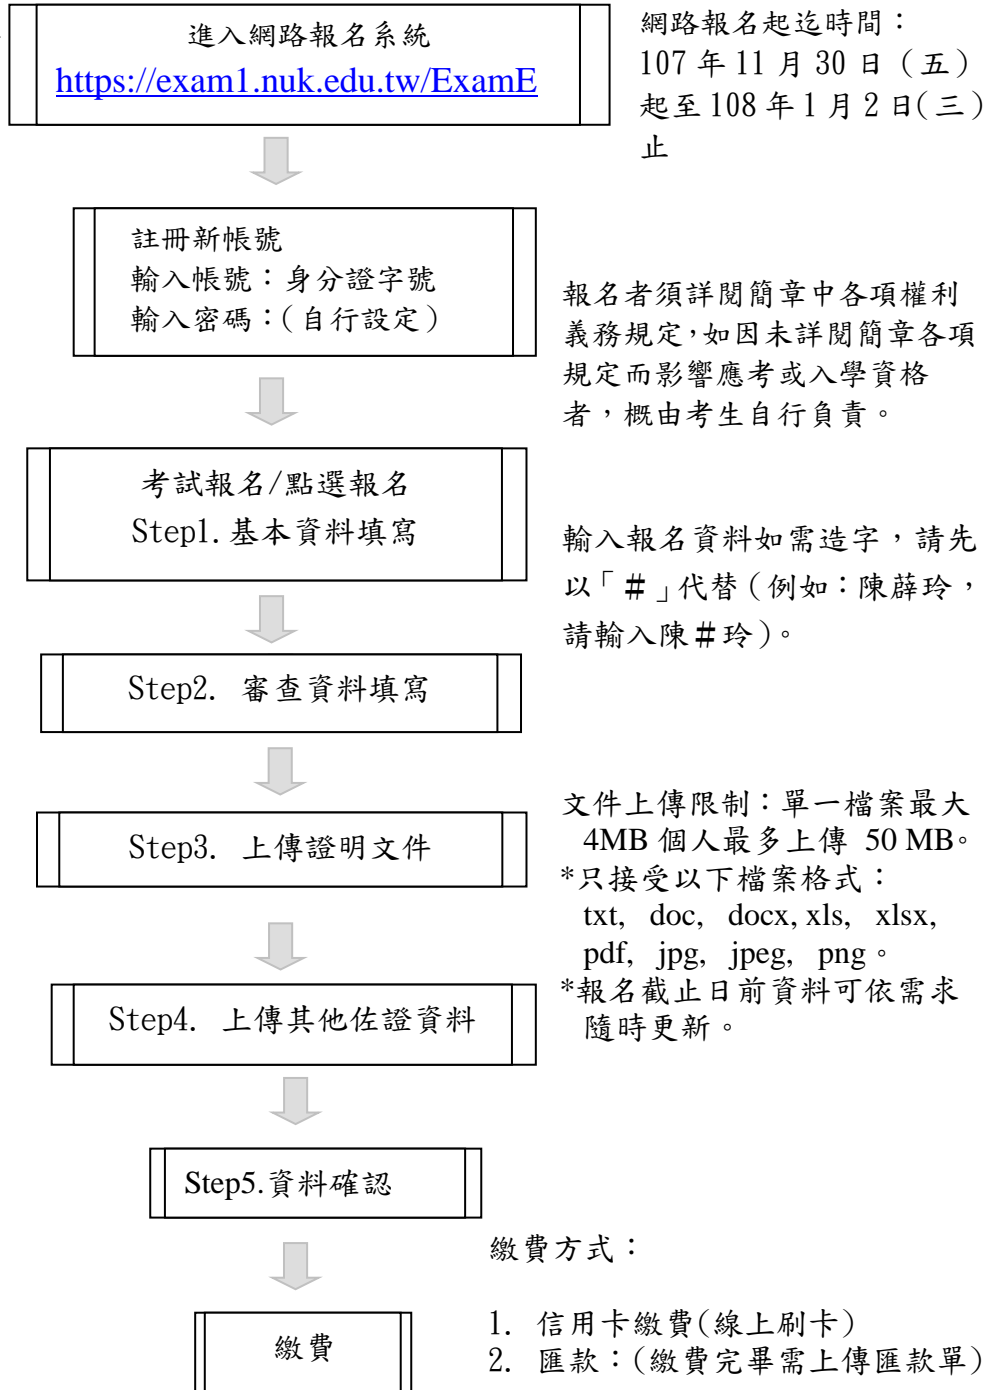 進入網路報名系統
https://exam1.nuk.edu.tw/ExamE
網路報名起迄時間：
107 年 11 月 30 日（五）
起至 108 年 1 月 2 日(三)
止
註冊新帳號
輸入帳號：身分證字號
輸入密碼：(自行設定)
報名者須詳閱簡章中各項權利
義務規定，如因未詳閱簡章各項
規定而影響應考或入學資格
者，概由考生自行負責。
考試報名/點選報名
Step1.基本資料填寫
輸入報名資料如需造字，請先
以「＃」代替（例如：陳薜玲，
請輸入陳＃玲）。
Step2. 審查資料填寫
Step3. 上傳證明文件
文件上傳限制：單一檔案最大
4MB 個人最多上傳 50 MB。
*只接受以下檔案格式：
txt, doc, docx, xls, xlsx,
pdf, jpg, jpeg, png。
*報名截止日前資料可依需求
隨時更新。
Step4. 上傳其他佐證資料
Step5.資料確認
繳費
繳費方式：
1. 信用卡繳費(線上刷卡)
2. 匯款：(繳費完畢需上傳匯款單)